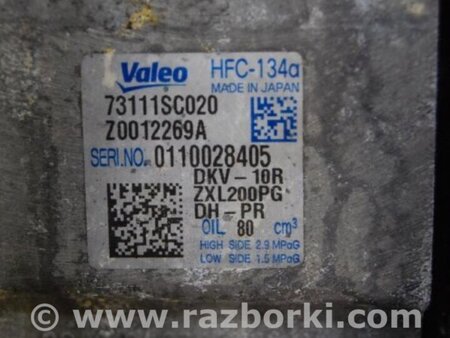 Valeo HFC-134a
MADE IN JAPAN
73111SC020
Z0012269A
SERI.NO. 0110028405
DKV-10R
ZXL200PG
DH-PR
OIL 80 cm³
HIGH SIDE 2.9 MPaG
LOW SIDE 1.5 MPaG
© www.razborki.com